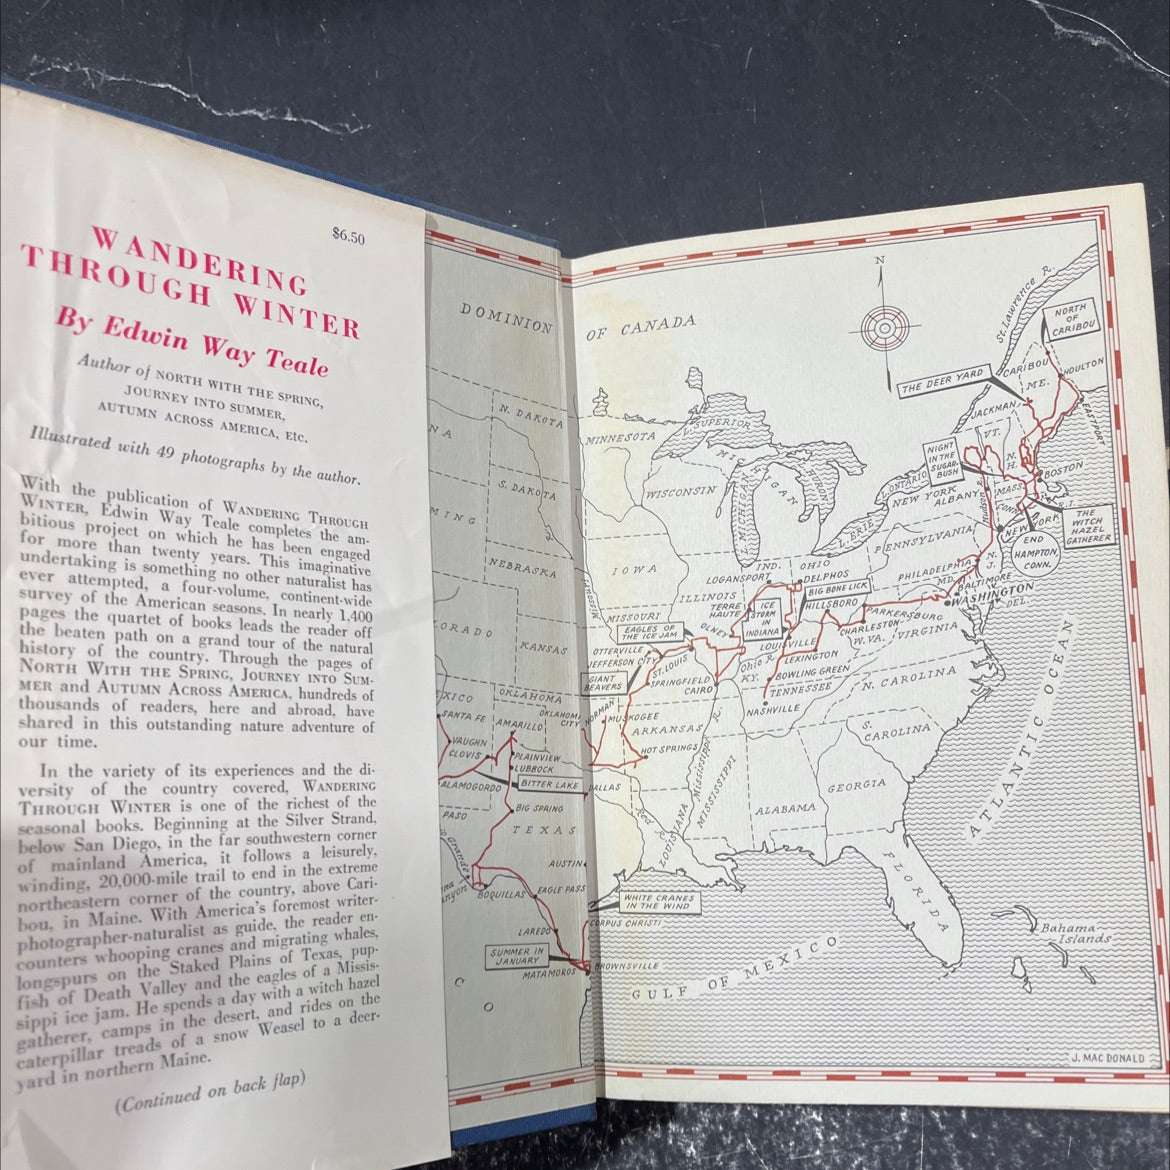 $6.50
WANDERING
THROUGH WINTER
By Edwin Way Teale
Author of NORTH WITH THE SPRING,
JOURNEY INTO SUMMER,
AUTUMN ACROSS AMERICA, Etc.
Illustrated with 49 photographs by the author.
With the publication of WANDERING THROUGH
WINTER, Edwin Way Teale completes the am-
bitious project on which he has been engaged
for more than twenty years. This imaginative
undertaking is something no other naturalist has
ever attempted, a four-volume, continent-wide
survey of the American seasons. In nearly 1,400
pages the quartet of books leads the reader off
the beaten path on a grand tour of the natural
history of the country. Through the pages of
NORTH WITH THE SPRING, JOURNEY INTO SUM-
MER and AUTUMN ACROSS AMERICA, hundreds of
thousands of readers, here and abroad, have
shared in this outstanding nature adventure of
our time.
In the variety of its experiences and the di-
versity of the country covered, WANDERING
THROUGH WINTER is one of the richest of the
seasonal books. Beginning at the Silver Strand,
below San Diego, in the far southwestern corner
of mainland America, it follows a leisurely,
winding, 20,000-mile trail to end in the extreme
northeastern corner of the country, above Cari-
bou, in Maine. With America's foremost writer-
photographer-naturalist as guide, the reader en-
counters whooping cranes and migrating whales,
longspurs on the Staked Plains of Texas, pup-
fish of Death Valley and the eagles of a Missis-
sippi ice jam. He spends a day with a witch hazel
gatherer, camps in the desert, and rides on the
caterpillar treads of a snow Weasel to a deer-
yard in northern Maine.
(Continued on back flap)
DOMINION OF CANADA
N
St. Lawrence R.
NORTH
OF
CARIBOU
CARIBOU
HOULTON
THE DEER YARD
ME.
JACKMAN
EASTPORT
N. DAKOTA
MINNESOTA
L. SUPERIOR
VT.
NIGHT
IN THE
SUGAR-
BUSH
N.
H.
BOSTON
S. DAKOTA
WISCONSIN
MICHIGAN
L. MICHIGAN
L. HURON
L. ONTARIO
NEW YORK
ALBANY
MASS.
CONN.
R.I.
Hudson R.
THE
WITCH
HAZEL
GATHERER
MING
L. ERIE
NEW YORK
END
HAMPTON,
CONN.
PENNSYLVANIA
N.
J.
NEBRASKA
IOWA
IND.
OHIO
LOGANSPORT
DELPHOS
PHILADELPHIA
MD.
BALTIMORE
WASHINGTON
DEL.
Missouri
ILLINOIS
BIG BONE LICK
HILLSBORO
PARKERSBURG
TERRE
HAUTE
ICE
STORM
IN
INDIANA
MISSOURI
EAGLES OF
THE ICE JAM
OLNEY
CHARLESTON
W. VA.
VIRGINIA
ORADO
KANSAS
OTTERVILLE
JEFFERSON CITY
ST. LOUIS
LOUISVILLE
LEXINGTON
Ohio R.
KY.
BOWLING GREEN
GIANT
BEAVERS
SPRINGFIELD
CAIRO
TENNESSEE
NASHVILLE
N. CAROLINA
EXICO
OKLAHOMA
SANTA FE
AMARILLO
OKLAHOMA
CITY
NORMAN
MUSKOGEE
ARKANSAS
S.
CAROLINA
VAUGHN
CLOVIS
PLAINVIEW
LUBBOCK
HOT SPRINGS
ALAMOGORDO
BITTER LAKE
DALLAS
Mississippi R.
MISSISSIPPI
ALABAMA
GEORGIA
PASO
BIG SPRING
TEXAS
Red
LOUISIANA
AUSTIN
BOQUILLAS
EAGLE PASS
WHITE CRANES
IN THE WIND
FLORIDA
ATLANTIC OCEAN
LAREDO
CORPUS CHRISTI
SUMMER IN
JANUARY
MATAMOROS
BROWNSVILLE
GULF OF MEXICO
Bahama
Islands
C
O
J. MAC DONALD